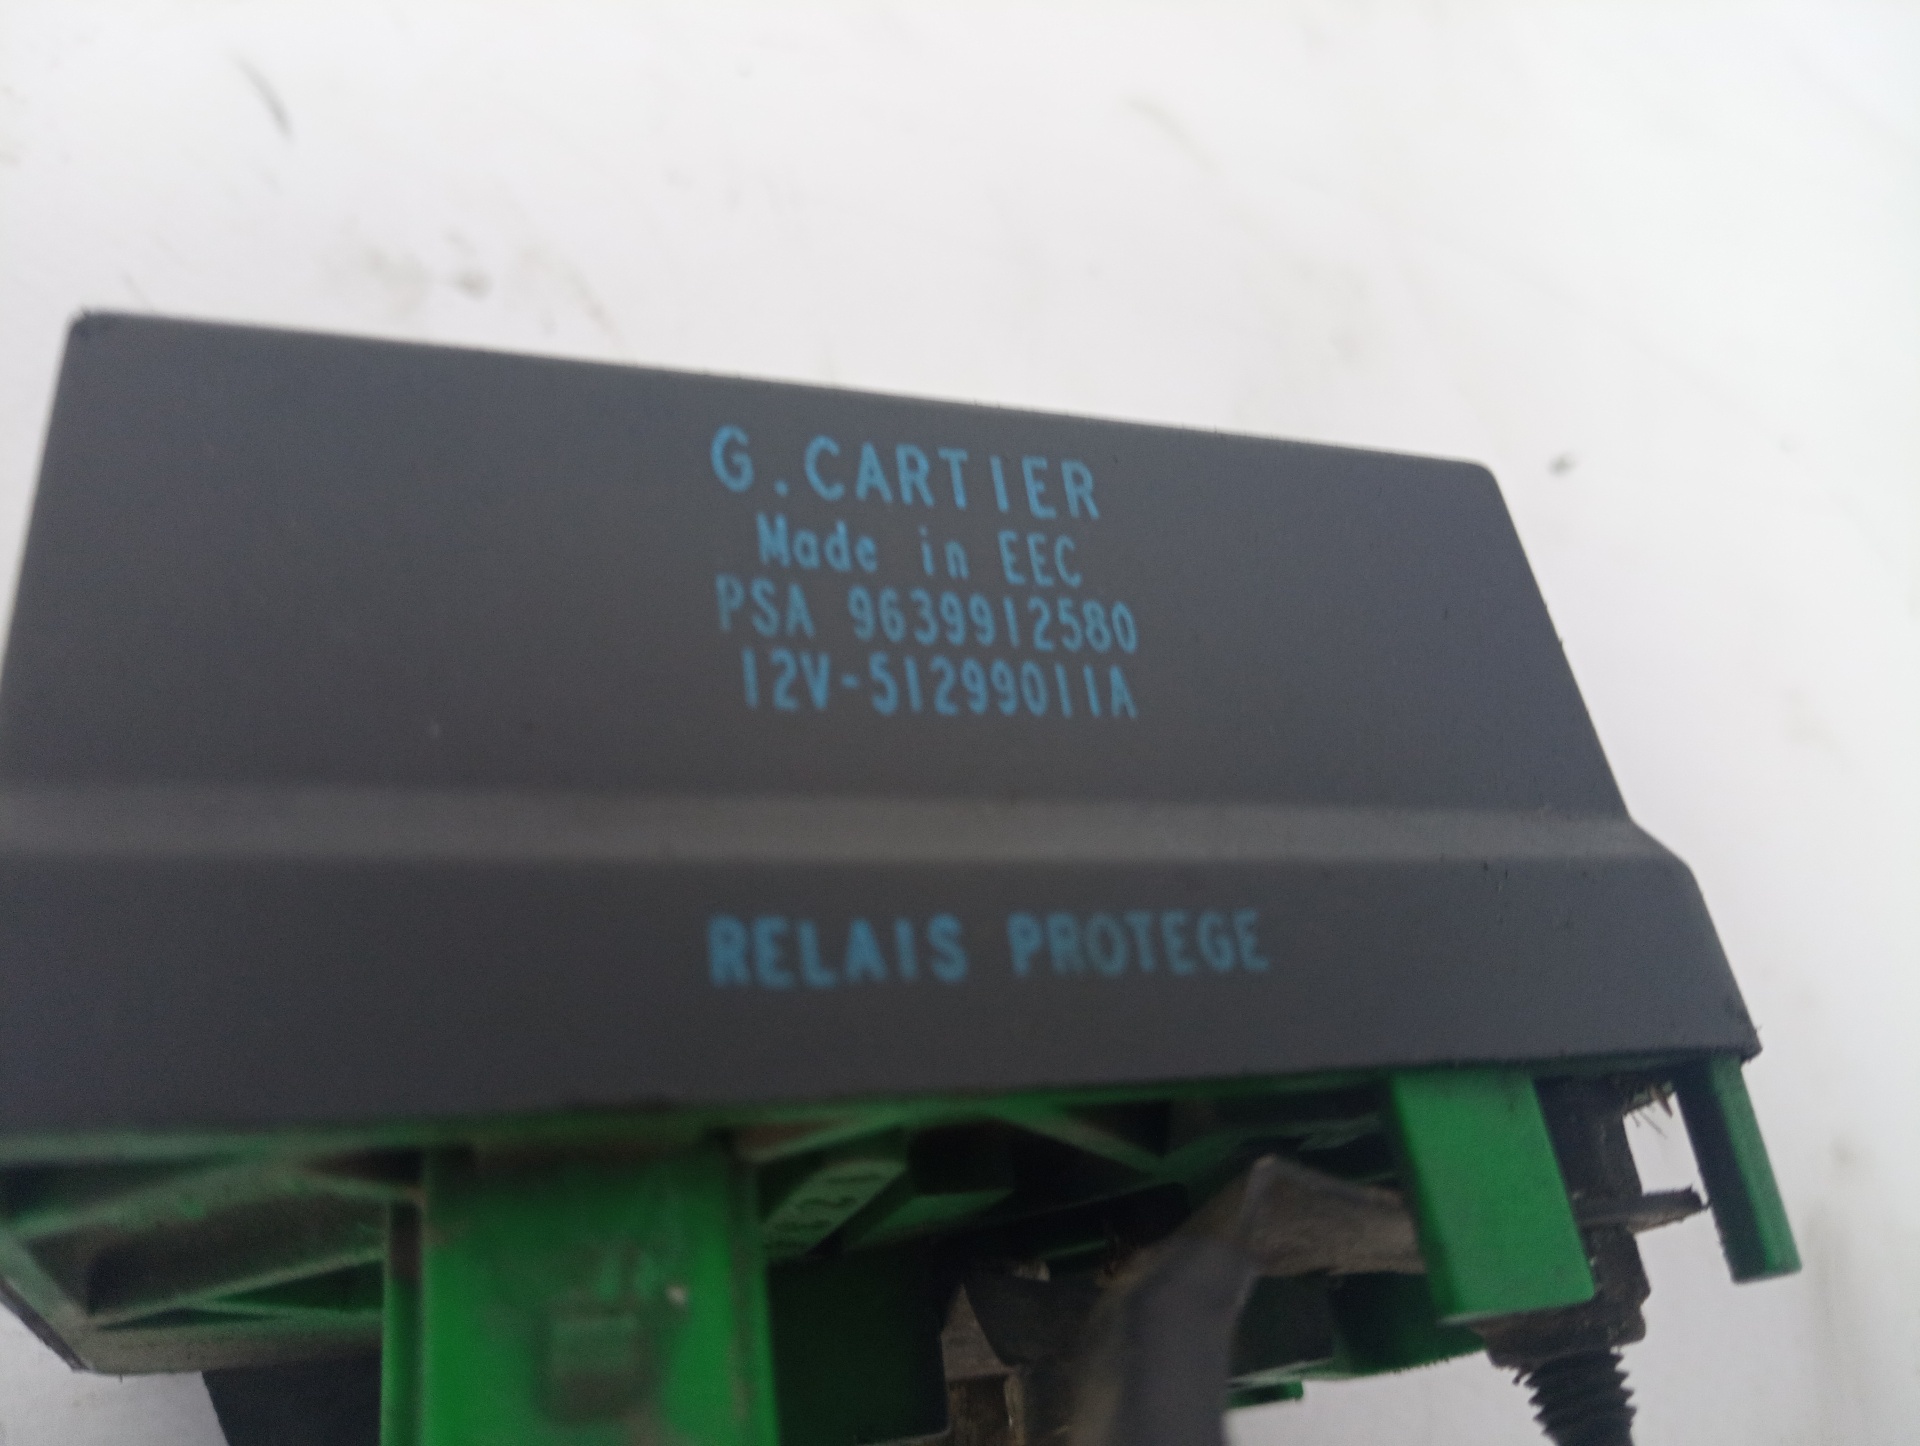 G.CARTIER
Made in EEC
PSA 9639912580
12V-51299011A
RELAIS PROTEGE